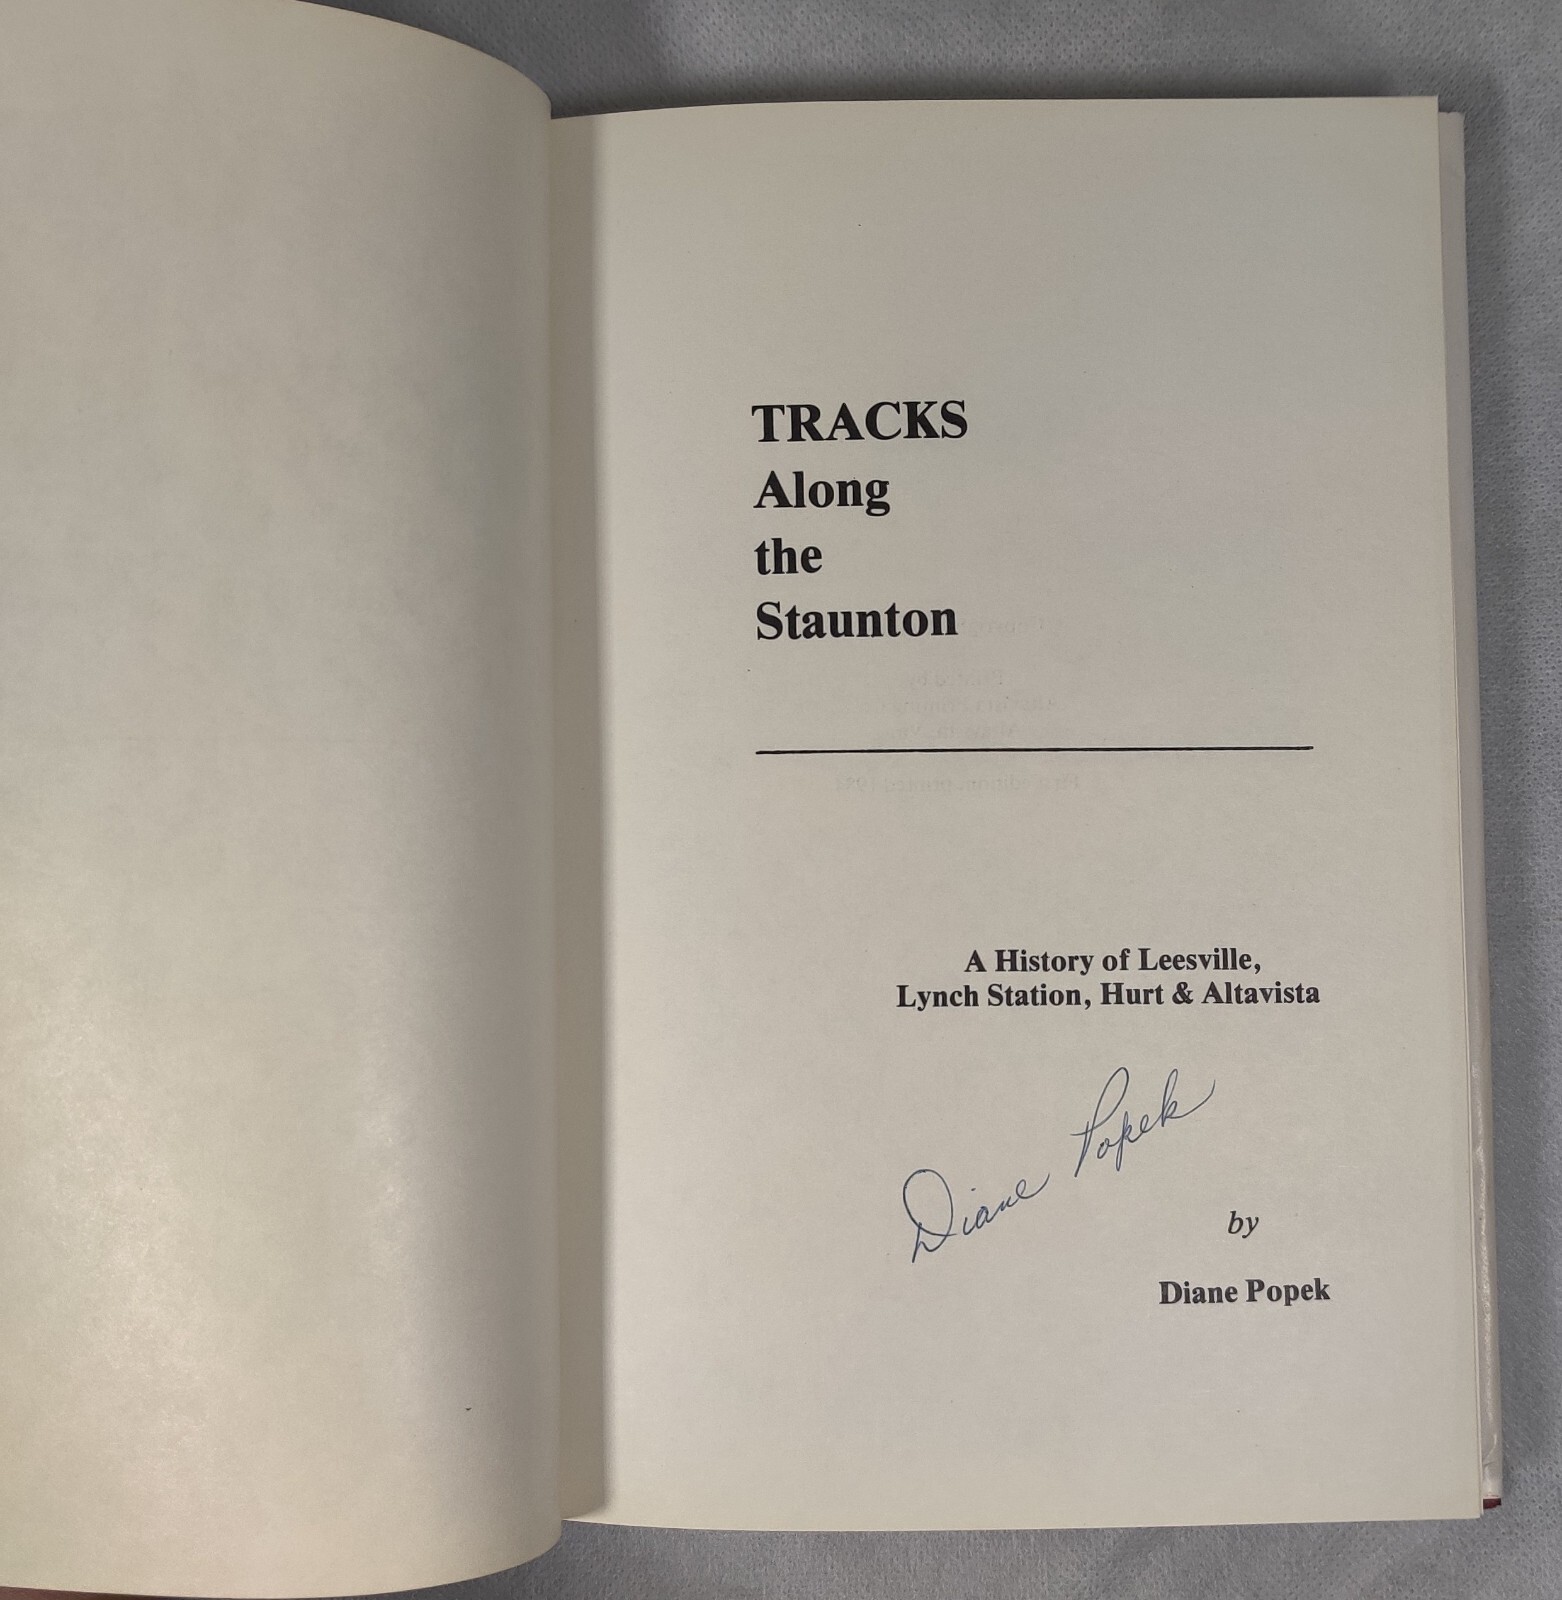 TRACKS
Along
the
Staunton
A History of Leesville,
Lynch Station, Hurt & Altavista
Diane Popek
by
Diane Popek